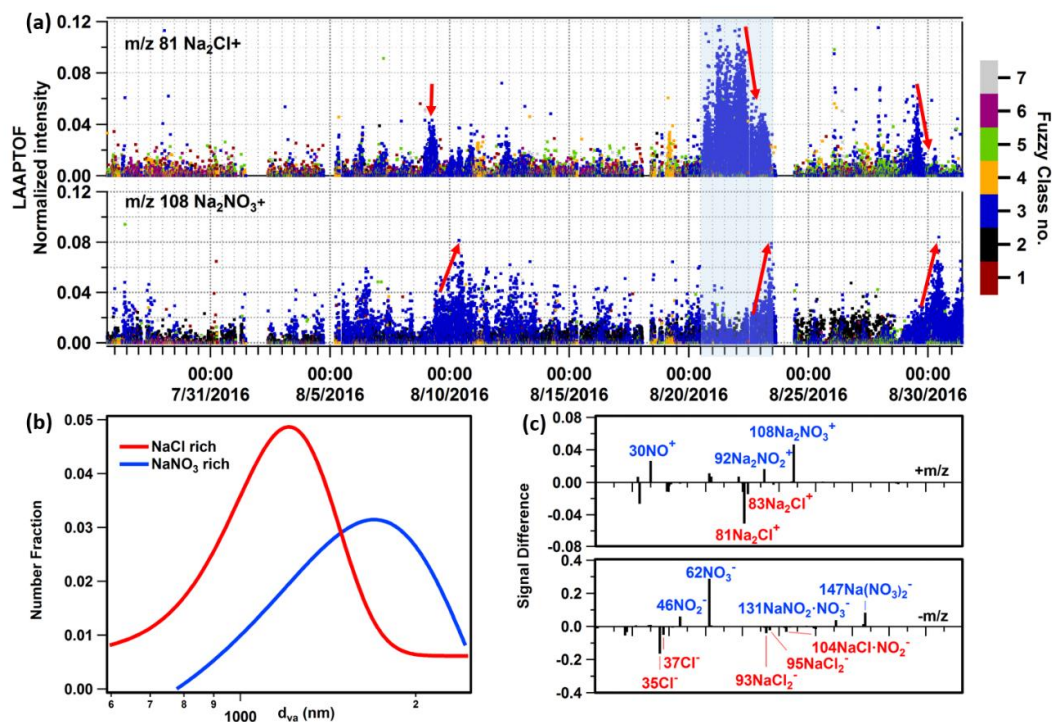 (a)
0.12
0.08
0.04
0.00
m/z 81 Na₂Cl+
0.12
0.08
0.04
0.00
m/z 108 Na₂NO₃+
LAAPTOF
Normalized intensity
00:00
7/31/2016
00:00
8/5/2016
00:00
8/10/2016
00:00
8/15/2016
00:00
8/20/2016
00:00
8/25/2016
00:00
8/30/2016
7
6
5
4
3
2
1
Fuzzy Class no.
(b)
0.05
0.04
0.03
0.02
0.01
0.00
Number Fraction
NaCl rich
NaNO₃ rich
6
8
9
1000
2
d_va (nm)
(c)
0.08
0.04
0.00
-0.04
-0.08
30NO⁺
92Na₂NO₂⁺
108Na₂NO₃⁺
+m/z
83Na₂Cl⁺
81Na₂Cl⁺
Signal Difference
0.4
0.2
0.0
-0.2
-0.4
62NO₃⁻
46NO₂⁻
131NaNO₂·NO₃⁻
147Na(NO₃)₂⁻
-m/z
37Cl⁻
35Cl⁻
104NaCl·NO₂⁻
95NaCl₂⁻
93NaCl₂⁻